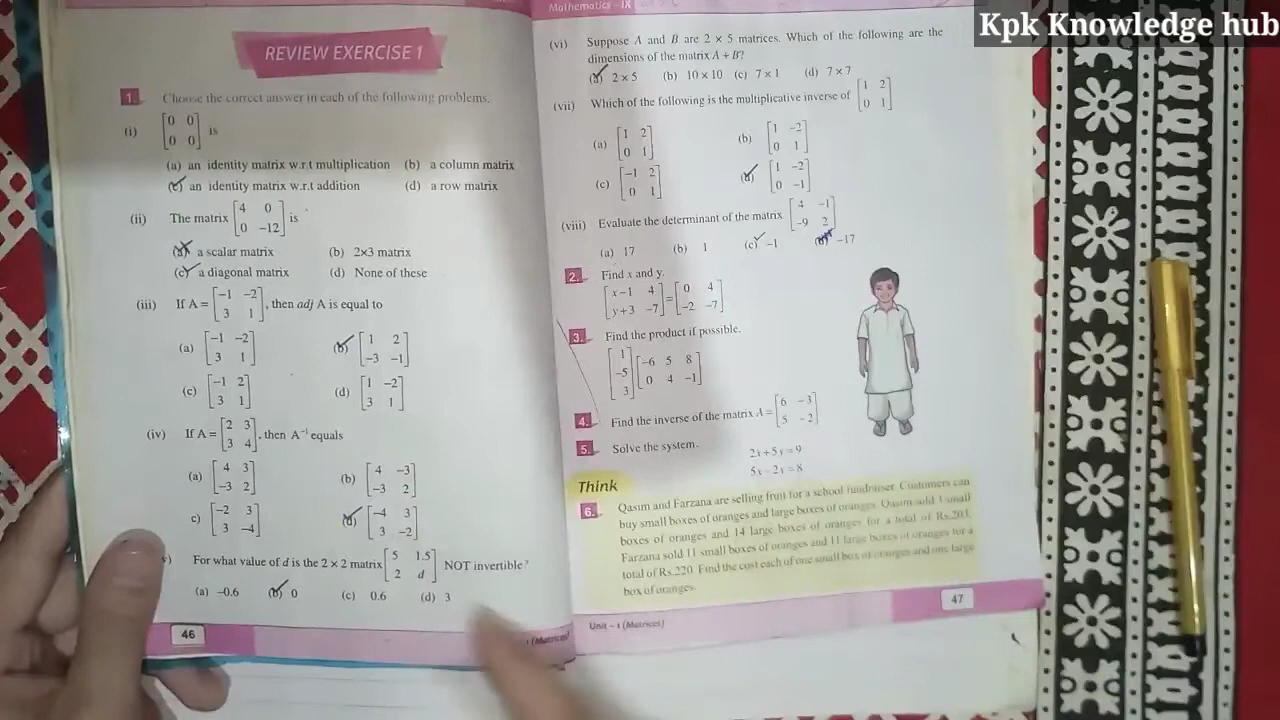 Kpk Knowledge hub
REVIEW EXERCISE 1
1. Choose the correct answer in each of the following problems.
(i) [0 0
0 0] is
(a) an identity matrix w.r.t multiplication (b) a column matrix
(c) an identity matrix w.r.t addition (d) a row matrix
(ii) The matrix [4 0
0 -12] is
(a) a scalar matrix (b) 2×3 matrix
(c) a diagonal matrix (d) None of these
(iii) If A = [-1 -2
3 1], then adj A is equal to
(a) [-1 -2
3 1] (b) [1 2
-3 -1]
(c) [-1 2
3 1] (d) [1 -2
3 1]
(iv) If A = [2 3
3 4], then A⁻¹ equals
(a) [4 3
-3 2] (b) [4 -3
-3 2]
c) [-2 3
3 -4] (d) [-4 3
3 -2]
) For what value of d is the 2 × 2 matrix [5 1.5
2 d] NOT invertible?
(a) -0.6 (b) 0 (c) 0.6 (d) 3
46
(Matrices)
Mathematics - IX
(vi) Suppose A and B are 2 × 5 matrices. Which of the following are the
dimensions of the matrix A + B?
(a) 2 × 5 (b) 10 × 10 (c) 7 × 1 (d) 7 × 7
(vii) Which of the following is the multiplicative inverse of [1 2
0 1]
(a) [1 2
0 1] (b) [1 -2
0 1]
(c) [-1 2
0 1] (d) [1 -2
0 -1]
(viii) Evaluate the determinant of the matrix [4 -1
-9 2]
(a) 17 (b) 1 (c) -1 (d) -17
2. Find x and y.
[x-1 4
y+3 -7] = [0 4
-2 -7]
3. Find the product if possible.
[1
-5
3] [-6 5 8
0 4 -1]
4. Find the inverse of the matrix A = [6 -3
5 -2]
5. Solve the system.
2x + 5y = 9
5x - 2y = 8
Think
6. Qasim and Farzana are selling fruit for a school fundraiser. Customers can
buy small boxes of oranges and large boxes of oranges. Qasim sold 3 small
boxes of oranges and 14 large boxes of oranges for a total of Rs.203.
Farzana sold 11 small boxes of oranges and 11 large boxes of oranges for a
total of Rs.220. Find the cost each of one small box of oranges and one large
box of oranges.
47
Unit - 1 (Matrices)